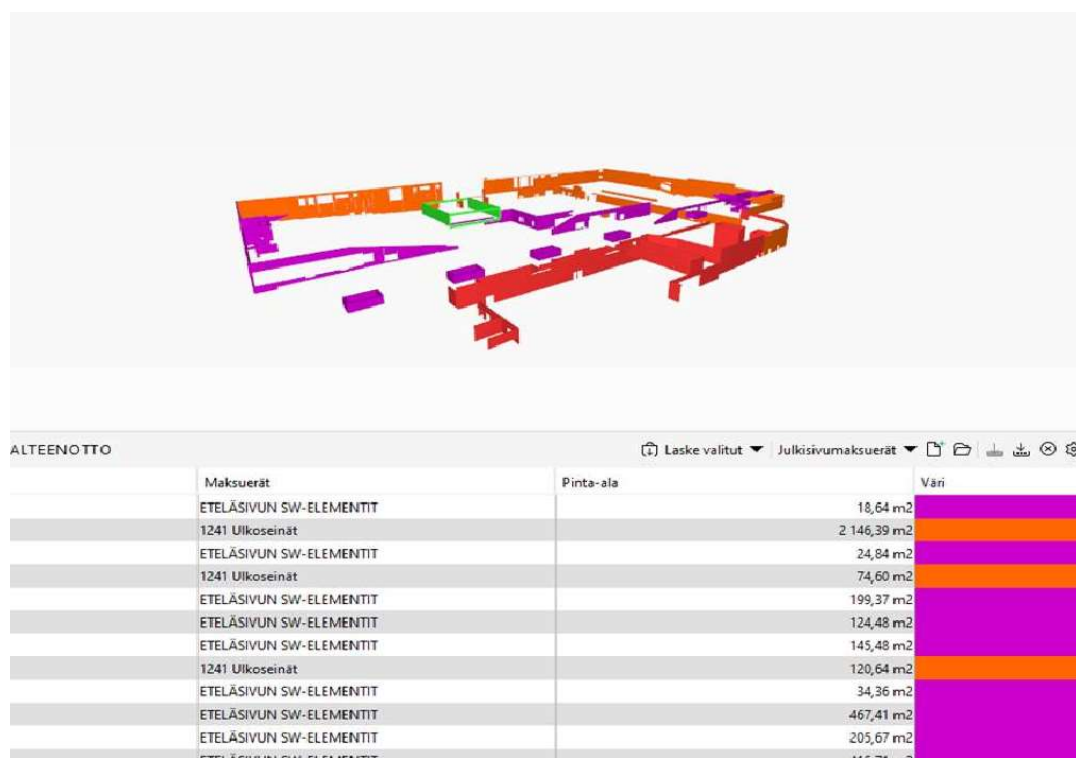 ALTEENOTTO Laske valitut Julkisivumaksuerät
Maksuerät Pinta-ala Väri
ETELÄSIVUN SW-ELEMENTIT 18,64 m2
1241 Ulkoseinät 2 146,39 m2
ETELÄSIVUN SW-ELEMENTIT 24,84 m2
1241 Ulkoseinät 74,60 m2
ETELÄSIVUN SW-ELEMENTIT 199,37 m2
ETELÄSIVUN SW-ELEMENTIT 124,48 m2
ETELÄSIVUN SW-ELEMENTIT 145,48 m2
1241 Ulkoseinät 120,64 m2
ETELÄSIVUN SW-ELEMENTIT 34,36 m2
ETELÄSIVUN SW-ELEMENTIT 467,41 m2
ETELÄSIVUN SW-ELEMENTIT 205,67 m2